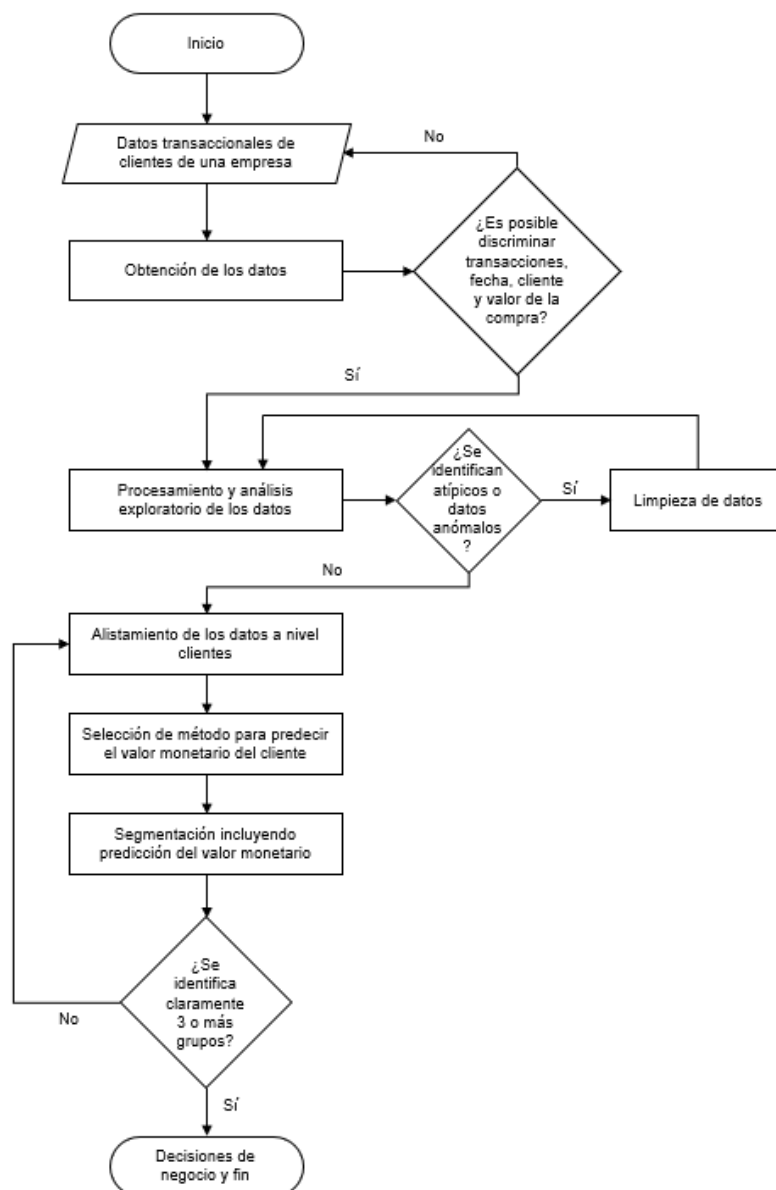 Inicio
Datos transaccionales de
clientes de una empresa
No
Obtención de los datos
¿Es posible
discriminar
transacciones,
fecha, cliente
y valor de la
compra?
Sí
Procesamiento y análisis
exploratorio de los datos
¿Se
identifican
atípicos o
datos
anómalos
?
Sí
Limpieza de datos
No
Alistamiento de los datos a nivel
clientes
Selección de método para predecir
el valor monetario del cliente
Segmentación incluyendo
predicción del valor monetario
¿Se
identifica
claramente
3 o más
grupos?
No
Sí
Decisiones de
negocio y fin